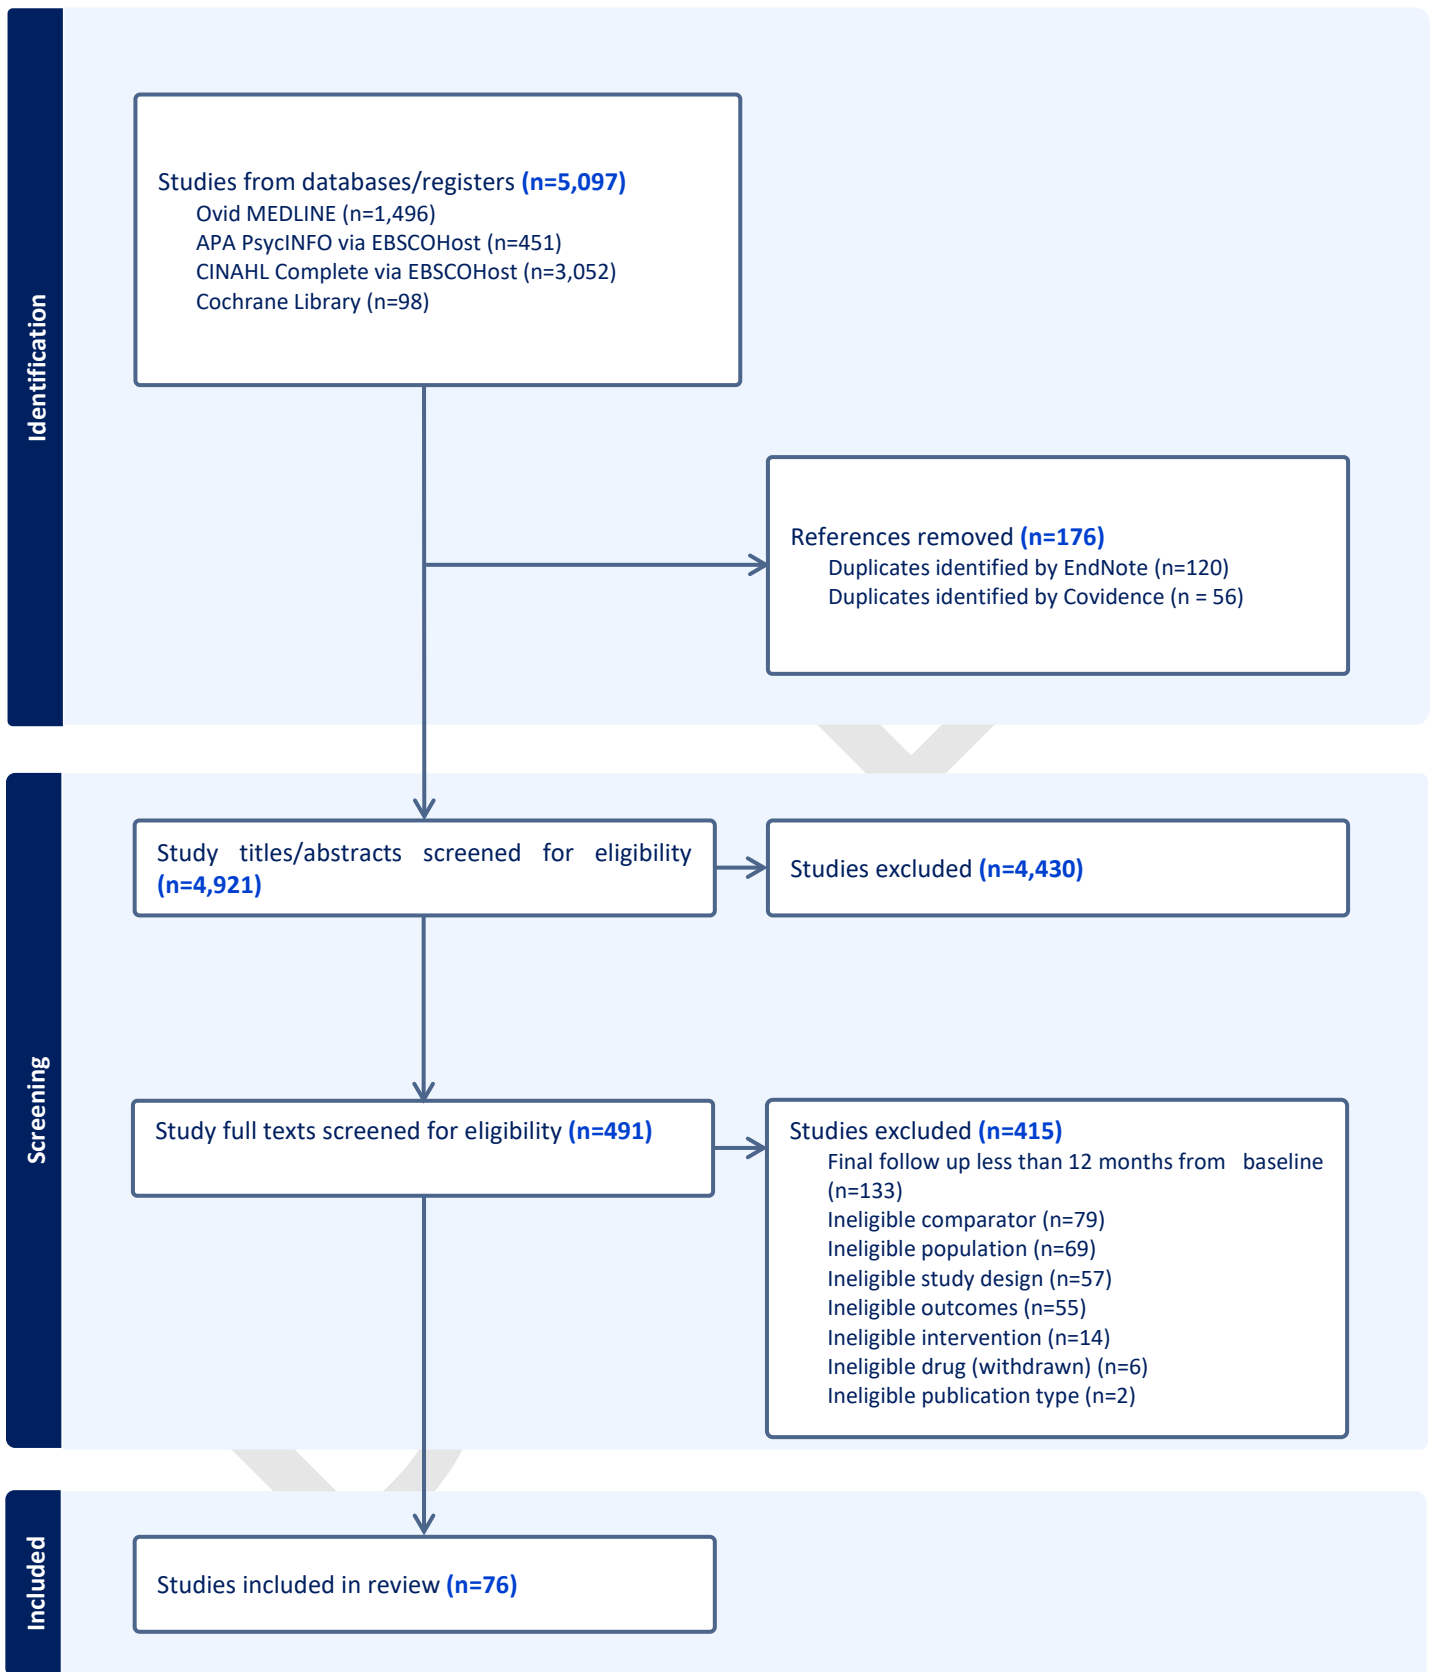 Identification
Studies from databases/registers (n=5,097)
Ovid MEDLINE (n=1,496)
APA PsycINFO via EBSCOHost (n=451)
CINAHL Complete via EBSCOHost (n=3,052)
Cochrane Library (n=98)
References removed (n=176)
Duplicates identified by EndNote (n=120)
Duplicates identified by Covidence (n = 56)
Screening
Study titles/abstracts screened for eligibility
(n=4,921)
Studies excluded (n=4,430)
Study full texts screened for eligibility (n=491)
Studies excluded (n=415)
Final follow up less than 12 months from baseline
(n=133)
Ineligible comparator (n=79)
Ineligible population (n=69)
Ineligible study design (n=57)
Ineligible outcomes (n=55)
Ineligible intervention (n=14)
Ineligible drug (withdrawn) (n=6)
Ineligible publication type (n=2)
Included
Studies included in review (n=76)